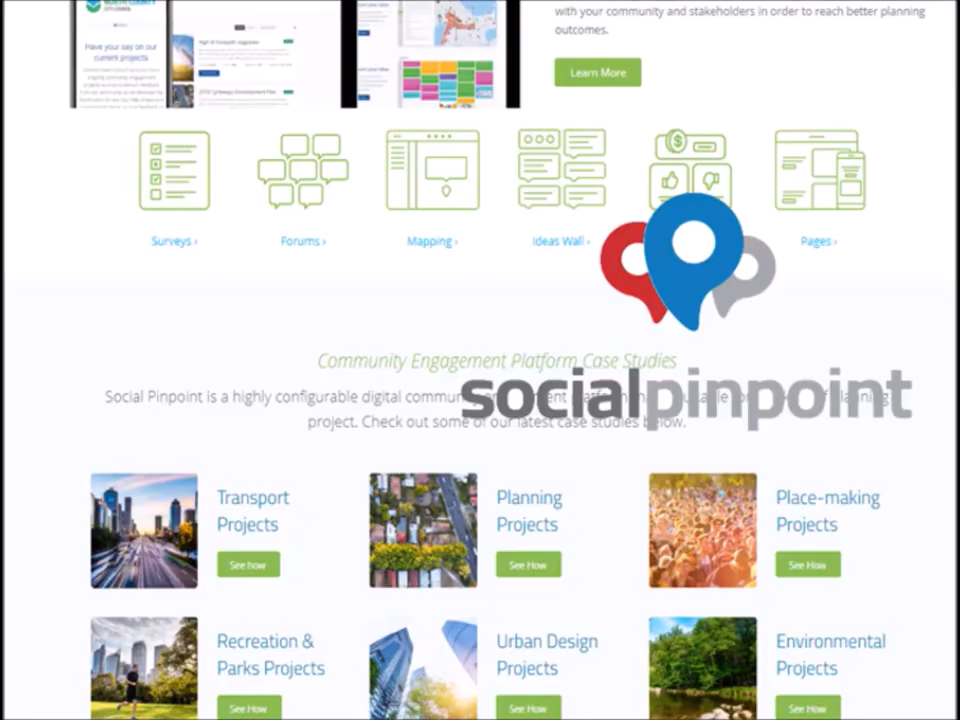 with your community and stakeholders in order to reach better planning
outcomes.
Learn More
Have your say on our
current projects
Surveys ›
Forums ›
Mapping ›
Ideas Wall ›
Pages ›
Community Engagement Platform Case Studies
socialpinpoint
Social Pinpoint is a highly configurable digital
project. Check out some of our latest case studies below.
Transport
Projects
See how
Planning
Projects
See How
Place-making
Projects
See How
Recreation &
Parks Projects
See How
Urban Design
Projects
See How
Environmental
Projects
See How